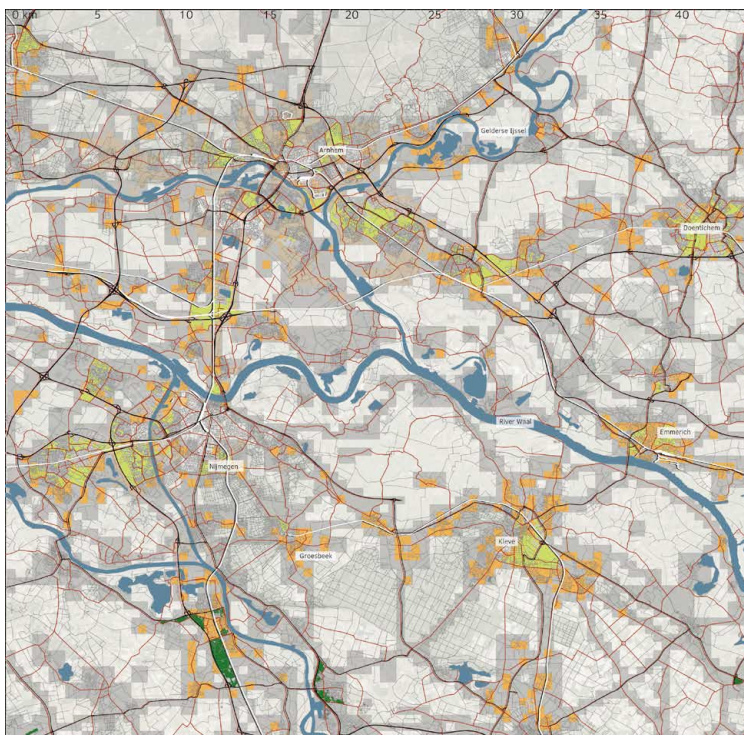 0 km 5 10 15 20 25 30 35 40
Gelderse Ijssel
Arnhem
Doentichem
River Waal
Emmerich
Nijmegen
Kleve
Groesbeek